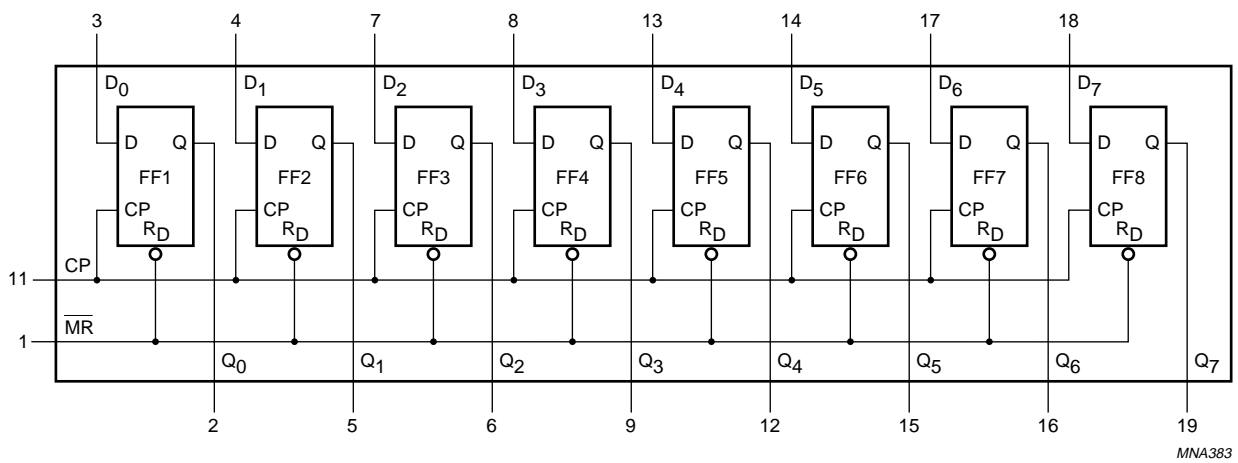 3 4 7 8 13 14 17 18
D0 D1 D2 D3 D4 D5 D6 D7
D Q D Q D Q D Q D Q D Q D Q D Q
FF1 FF2 FF3 FF4 FF5 FF6 FF7 FF8
CP CP CP CP CP CP CP CP
RD RD RD RD RD RD RD RD
CP
11
MR
1
Q0 Q1 Q2 Q3 Q4 Q5 Q6 Q7
2 5 6 9 12 15 16 19
MNA383